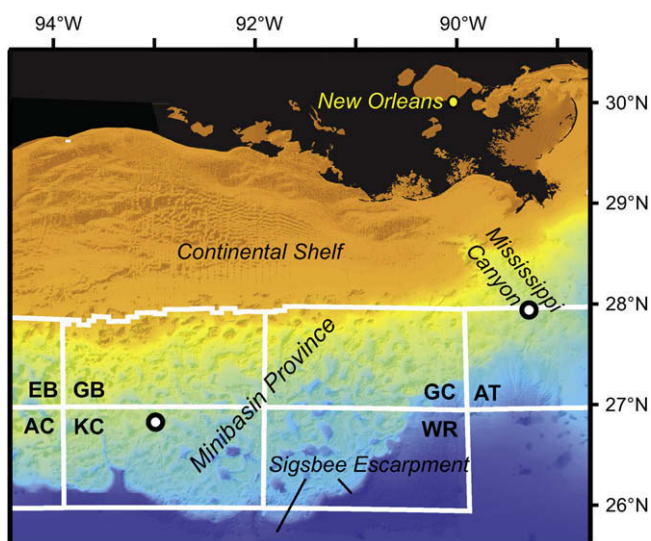 94°W 92°W 90°W
New Orleans
30°N
29°N
Continental Shelf
Mississippi
Canyon
28°N
Minibasin Province
EB GB GC AT
27°N
AC KC WR
Sigsbee Escarpment
26°N